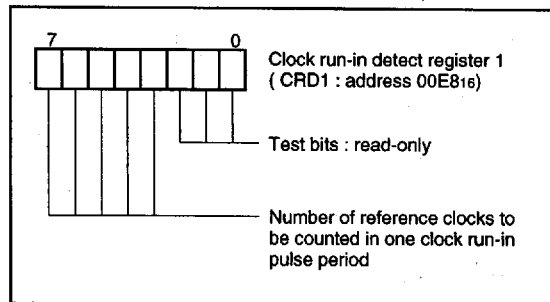 7 0
Clock run-in detect register 1
( CRD1 : address 00E816)
Test bits : read-only
Number of reference clocks to
be counted in one clock run-in
pulse period